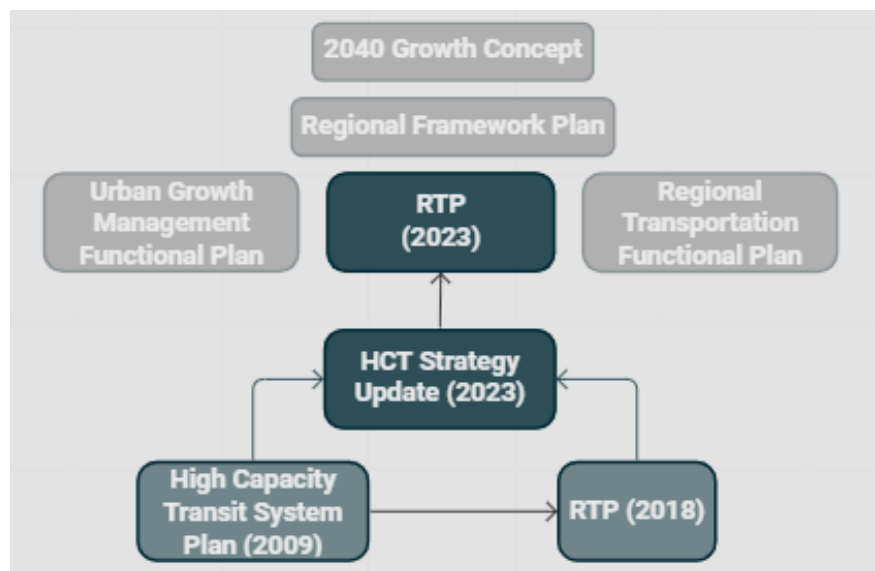 2040 Growth Concept
Regional Framework Plan
Urban Growth
Management
Functional Plan
RTP
(2023)
Regional
Transportation
Functional Plan
HCT Strategy
Update (2023)
High Capacity
Transit System
Plan (2009)
RTP (2018)